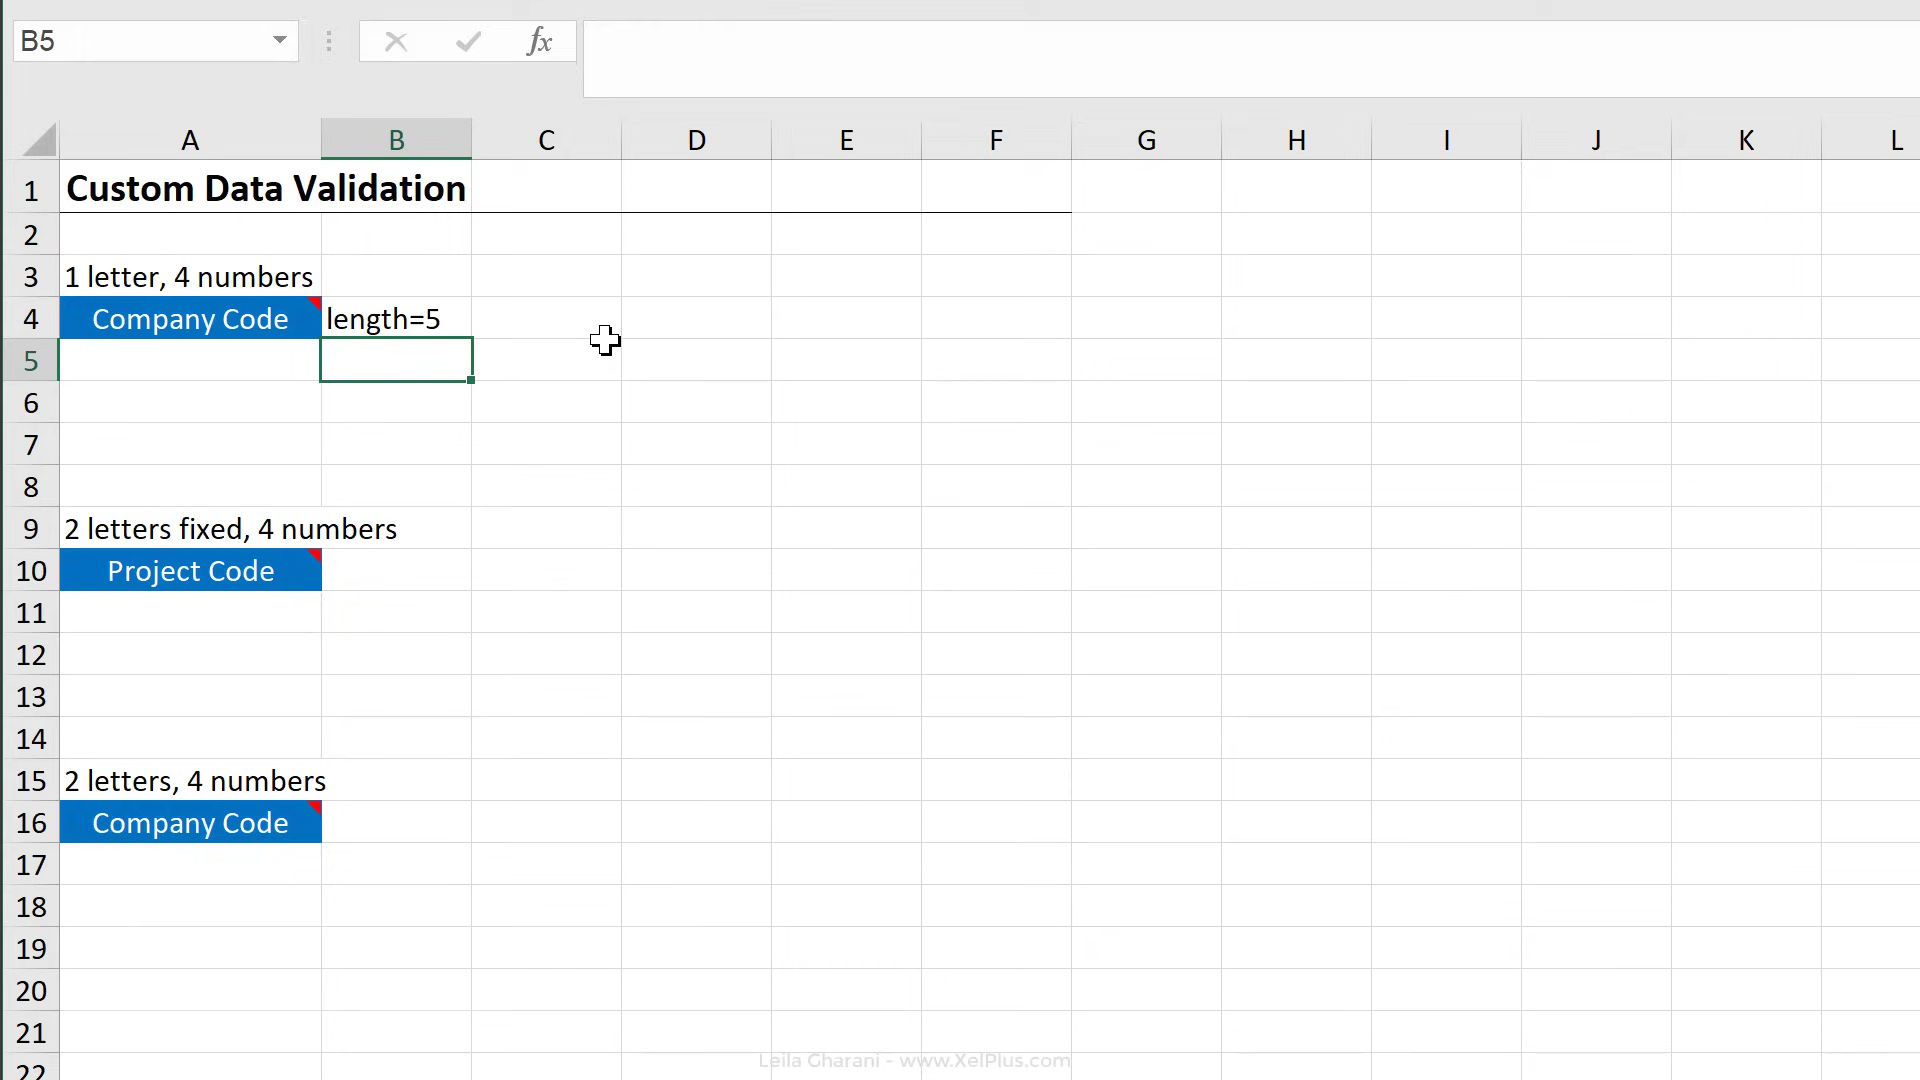 B5
fx
A B C D E F G H I J K L
1 Custom Data Validation
2
3 1 letter, 4 numbers
4 Company Code length=5
5
6
7
8
9 2 letters fixed, 4 numbers
10 Project Code
11
12
13
14
15 2 letters, 4 numbers
16 Company Code
17
18
19
20
21
22
Leila Gharani - www.XelPlus.com